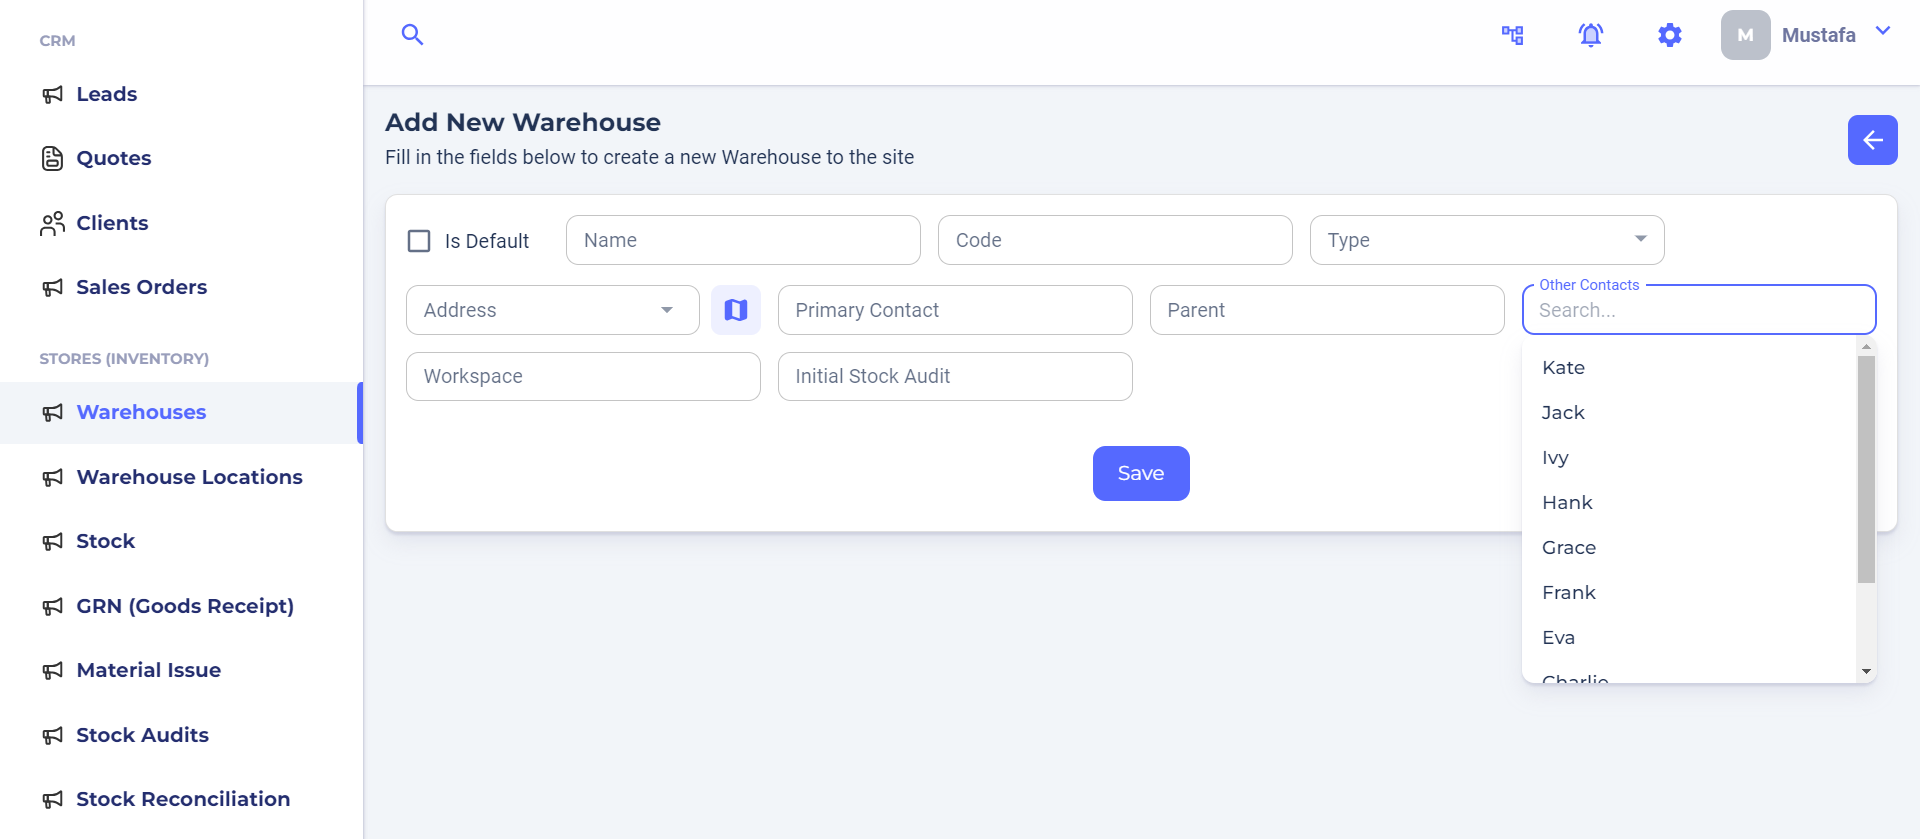 CRM
Leads
Quotes
Clients
Sales Orders
STORES (INVENTORY)
Warehouses
Warehouse Locations
Stock
GRN (Goods Receipt)
Material Issue
Stock Audits
Stock Reconciliation
M Mustafa
Add New Warehouse
Fill in the fields below to create a new Warehouse to the site
Is Default Name Code Type
Other Contacts
Address Primary Contact Parent Search...
Workspace Initial Stock Audit
Save
Kate
Jack
Ivy
Hank
Grace
Frank
Eva
Charlie